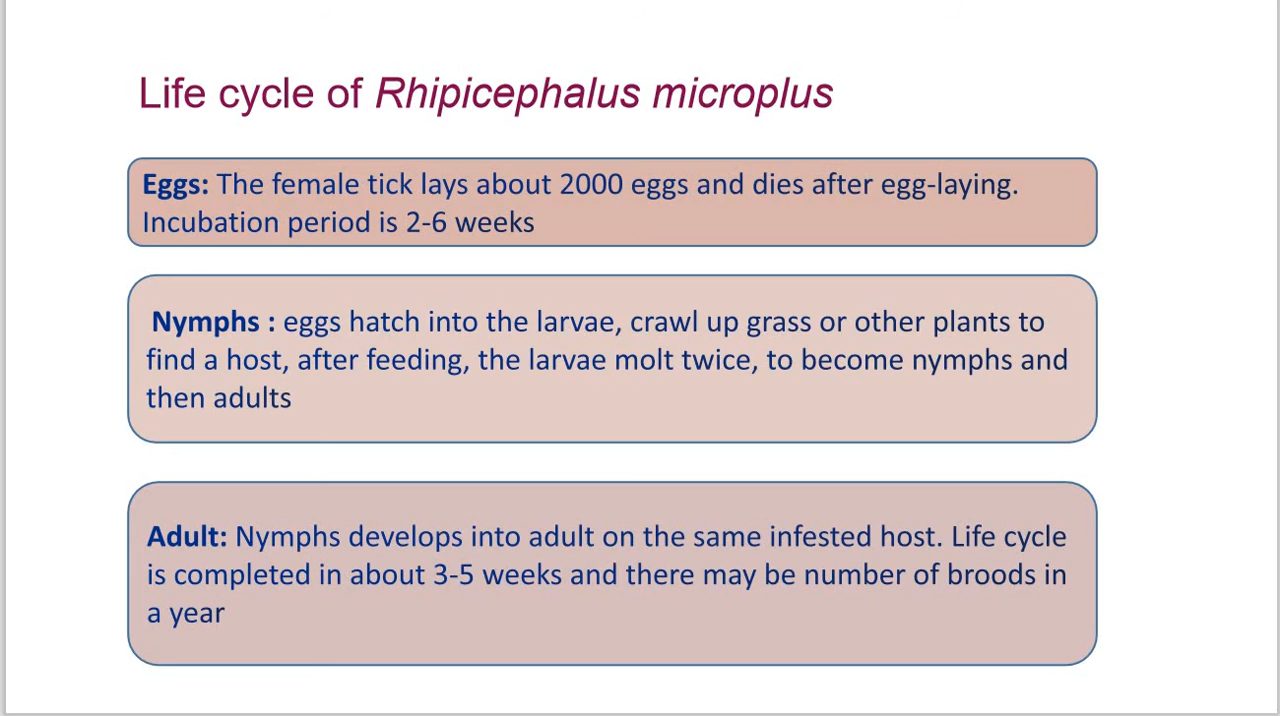 Life cycle of Rhipicephalus microplus
Eggs: The female tick lays about 2000 eggs and dies after egg-laying.
Incubation period is 2-6 weeks
Nymphs : eggs hatch into the larvae, crawl up grass or other plants to
find a host, after feeding, the larvae molt twice, to become nymphs and
then adults
Adult: Nymphs develops into adult on the same infested host. Life cycle
is completed in about 3-5 weeks and there may be number of broods in
a year